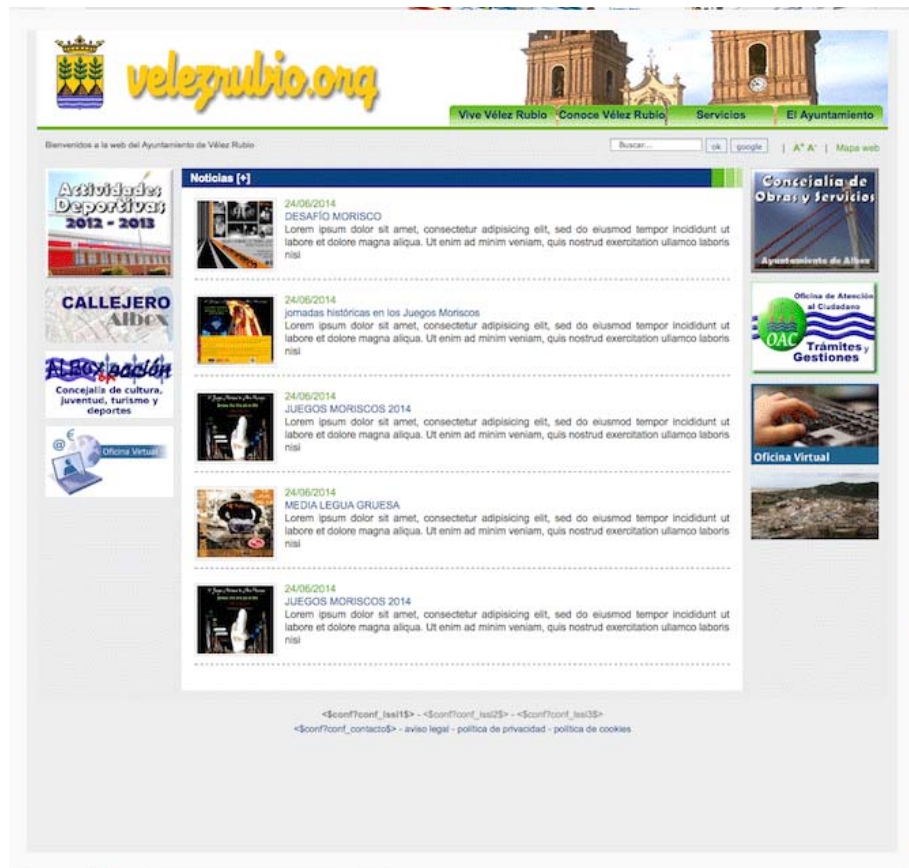 velezrubio.org
Vive Vélez Rubio Conoce Vélez Rubio Servicios El Ayuntamiento
Bienvenidos a la web del Ayuntamiento de Vélez Rubio
Buscar... ok google | A+ A- | Mapa web
Actividades
Deportivas
2012 - 2013
CALLEJERO
Albox
ALBOX en acción
Concejalía de cultura,
juventud, turismo y
deportes
@ €
Oficina Virtual
Noticias [+]
24/06/2014
DESAFÍO MORISCO
Lorem ipsum dolor sit amet, consectetur adipisicing elit, sed do eiusmod tempor incididunt ut
labore et dolore magna aliqua. Ut enim ad minim veniam, quis nostrud exercitation ullamco laboris
nisi
24/06/2014
jornadas históricas en los Juegos Moriscos
Lorem ipsum dolor sit amet, consectetur adipisicing elit, sed do eiusmod tempor incididunt ut
labore et dolore magna aliqua. Ut enim ad minim veniam, quis nostrud exercitation ullamco laboris
nisi
24/06/2014
JUEGOS MORISCOS 2014
Lorem ipsum dolor sit amet, consectetur adipisicing elit, sed do eiusmod tempor incididunt ut
labore et dolore magna aliqua. Ut enim ad minim veniam, quis nostrud exercitation ullamco laboris
nisi
24/06/2014
MEDIA LEGUA GRUESA
Lorem ipsum dolor sit amet, consectetur adipisicing elit, sed do eiusmod tempor incididunt ut
labore et dolore magna aliqua. Ut enim ad minim veniam, quis nostrud exercitation ullamco laboris
nisi
24/06/2014
JUEGOS MORISCOS 2014
Lorem ipsum dolor sit amet, consectetur adipisicing elit, sed do eiusmod tempor incididunt ut
labore et dolore magna aliqua. Ut enim ad minim veniam, quis nostrud exercitation ullamco laboris
nisi
Concejalía de
Obras y Servicios
Ayuntamiento de Albox
Oficina de Atención
al Ciudadano
OAC
Trámites y
Gestiones
Oficina Virtual
<$conf?conf_lssi1$> - <$conf?conf_lssi2$> - <$conf?conf_lssi3$>
<$conf?conf_contacto$> - aviso legal - política de privacidad - política de cookies